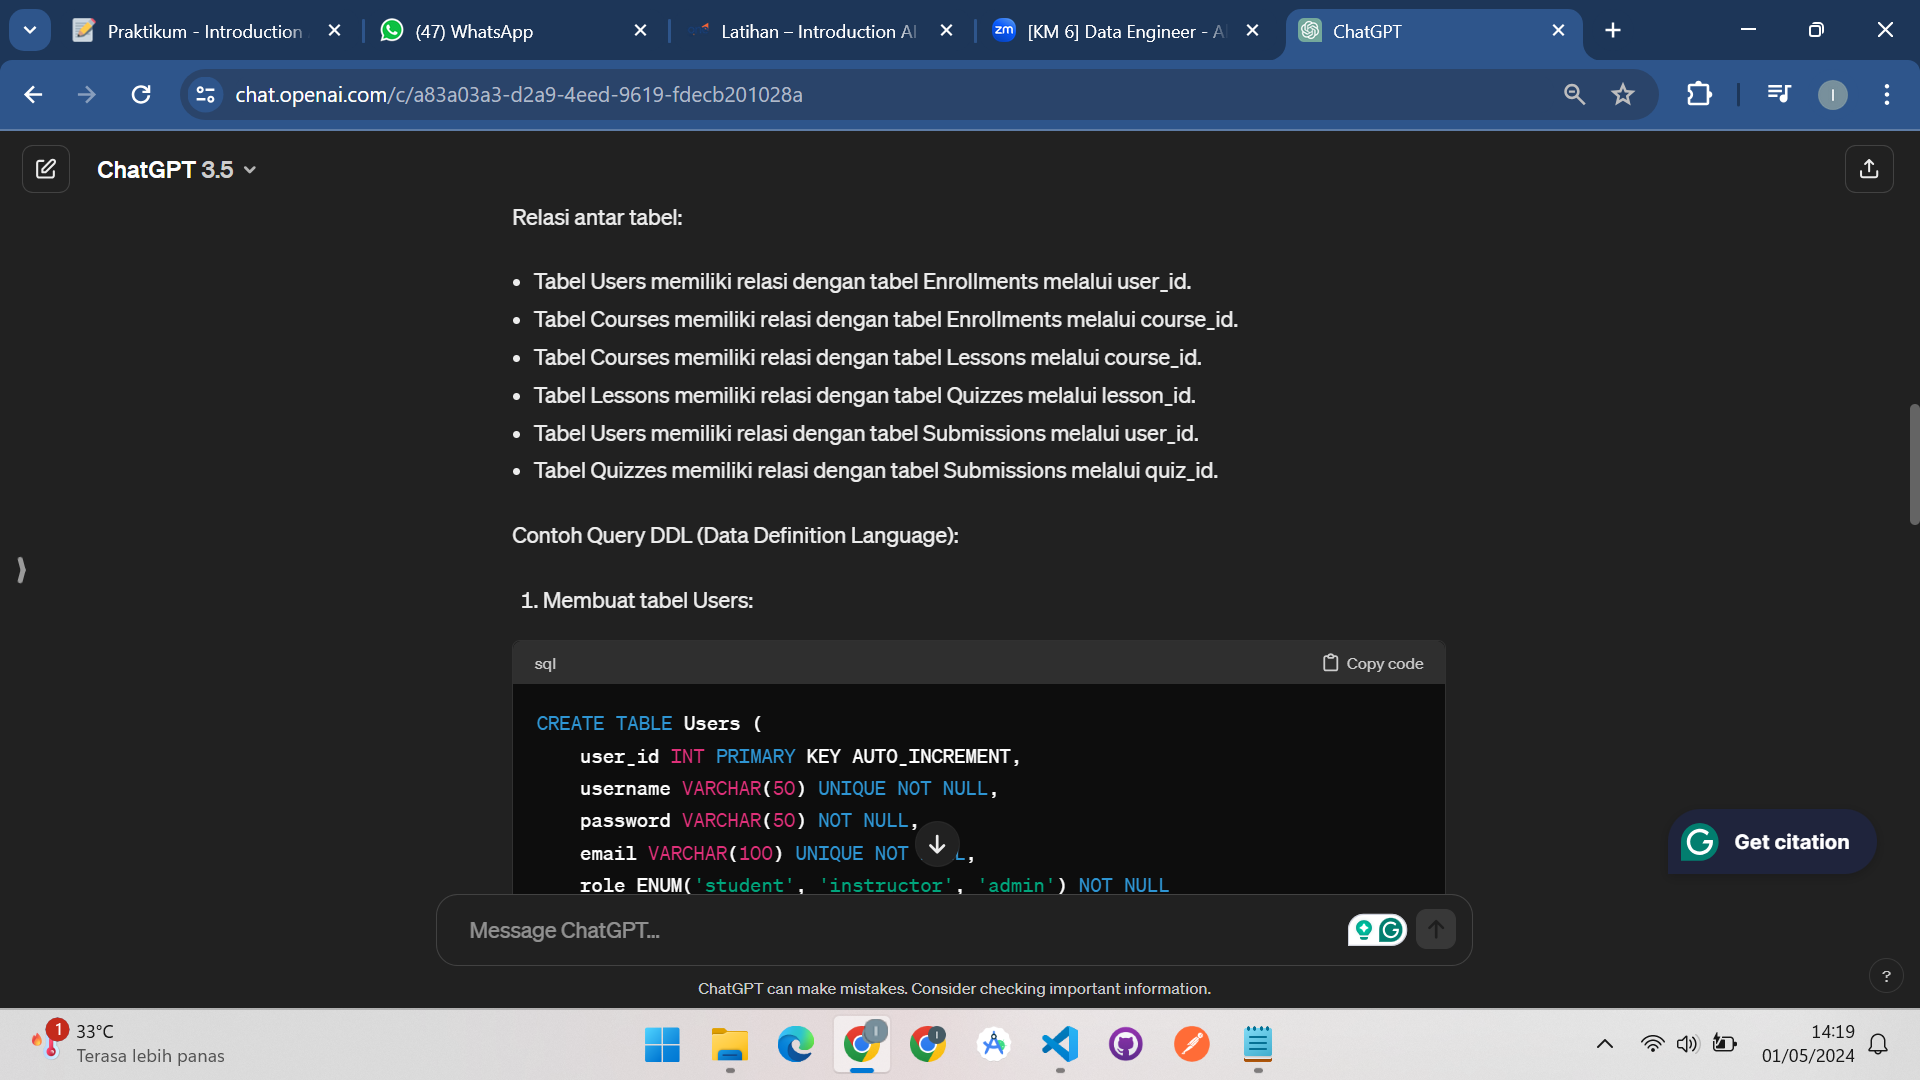 Praktikum - Introduction
(47) WhatsApp
Latihan – Introduction AI
[KM 6] Data Engineer - A
ChatGPT
chat.openai.com/c/a83a03a3-d2a9-4eed-9619-fdecb201028a
I
ChatGPT 3.5
Relasi antar tabel:
• Tabel Users memiliki relasi dengan tabel Enrollments melalui user_id.
• Tabel Courses memiliki relasi dengan tabel Enrollments melalui course_id.
• Tabel Courses memiliki relasi dengan tabel Lessons melalui course_id.
• Tabel Lessons memiliki relasi dengan tabel Quizzes melalui lesson_id.
• Tabel Users memiliki relasi dengan tabel Submissions melalui user_id.
• Tabel Quizzes memiliki relasi dengan tabel Submissions melalui quiz_id.
Contoh Query DDL (Data Definition Language):
1. Membuat tabel Users:
sql
Copy code
CREATE TABLE Users (
user_id INT PRIMARY KEY AUTO_INCREMENT,
username VARCHAR(50) UNIQUE NOT NULL,
password VARCHAR(50) NOT NULL,
email VARCHAR(100) UNIQUE NOT L,
role ENUM('student', 'instructor', 'admin') NOT NULL
Get citation
Message ChatGPT...
ChatGPT can make mistakes. Consider checking important information.
?
1
33°C
Terasa lebih panas
14:19
01/05/2024